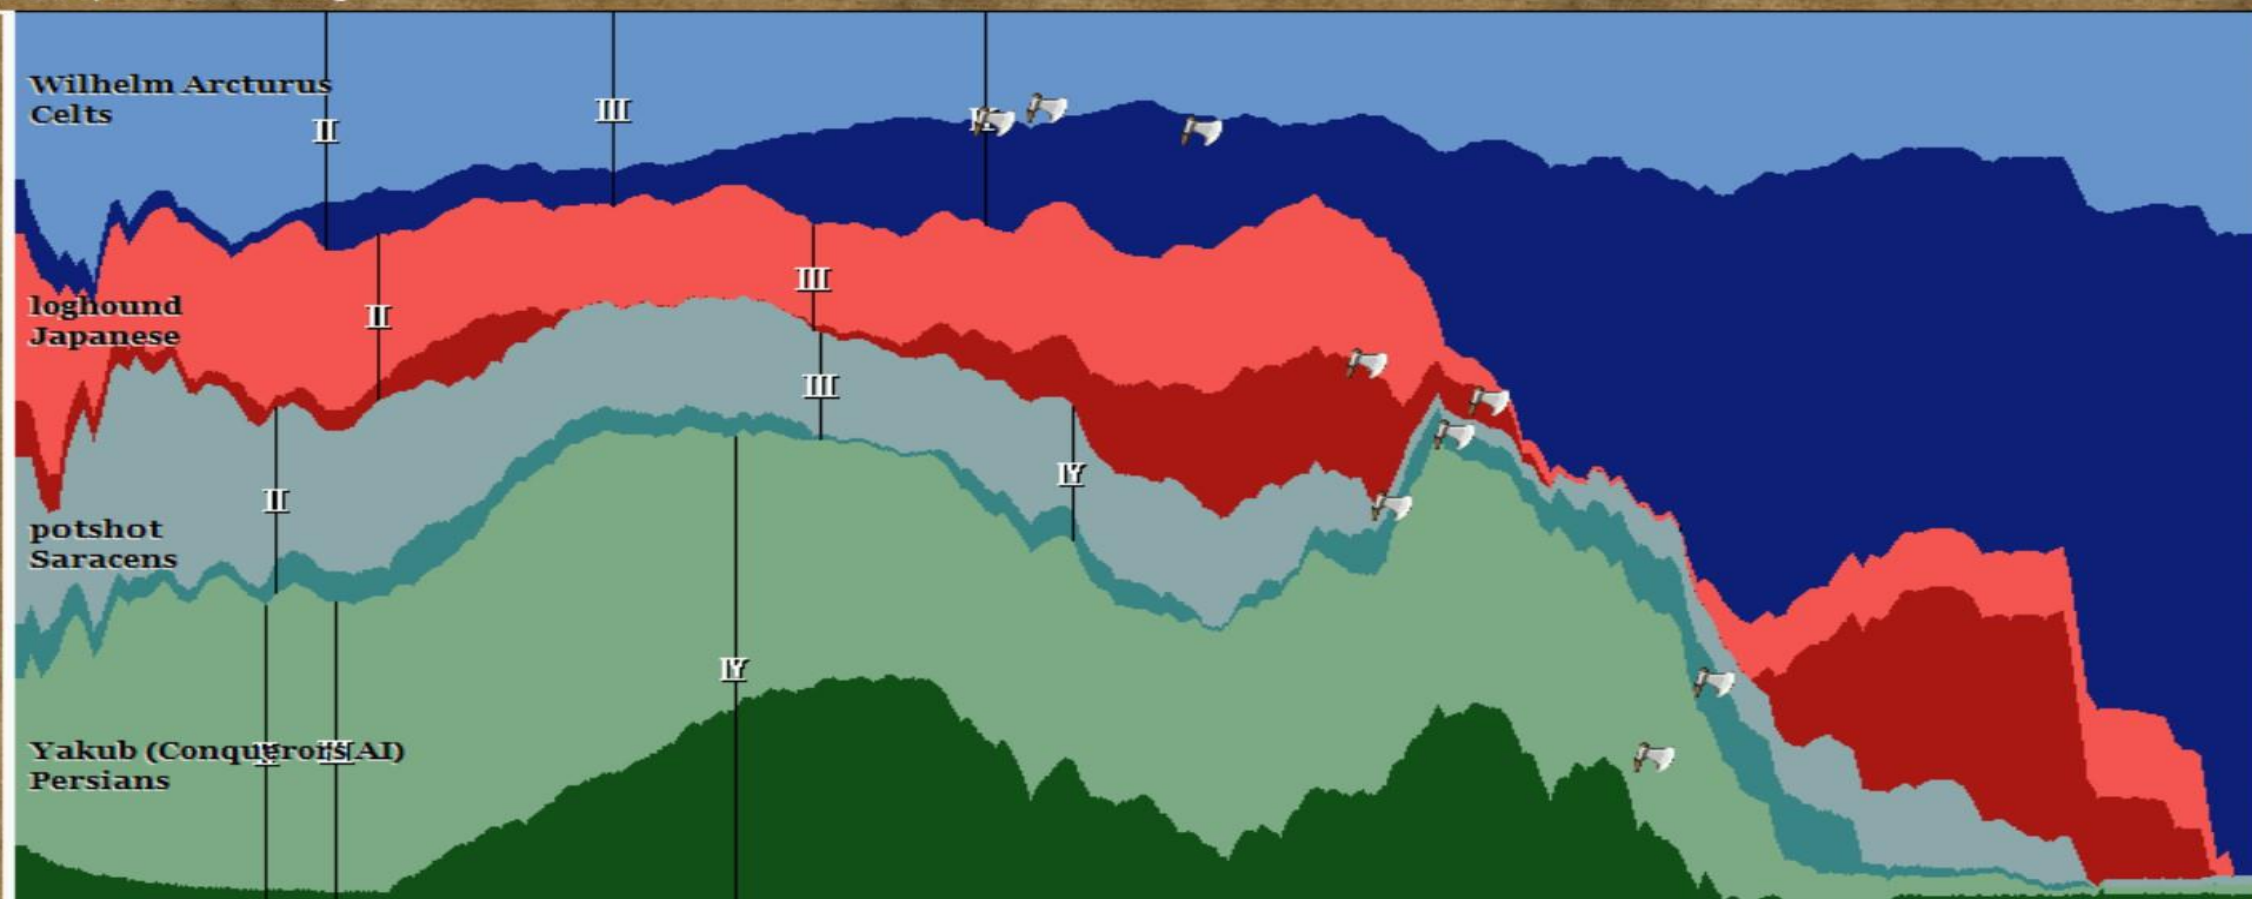 Wilhelm Arcturus
Celts
II
III
loghound
Japanese
II
III
III
IV
II
potshot
Saracens
IV
Yakub (Conquerors AI)
Persians